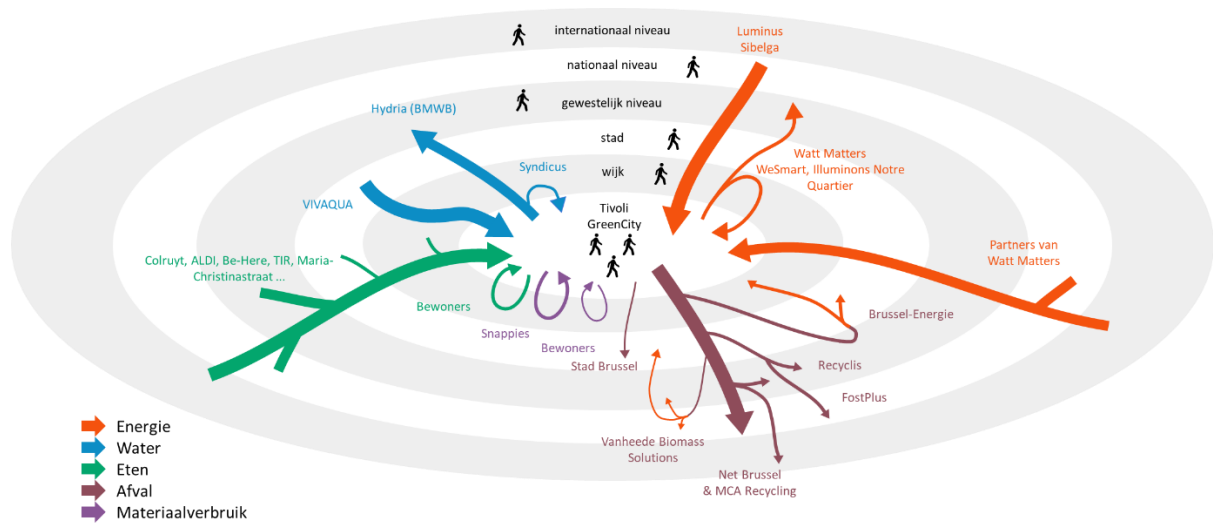 internationaal niveau
nationaal niveau
gewestelijk niveau
stad
wijk
Tivoli
GreenCity
Luminus
Sibelga
Hydria (BMWB)
Syndicus
VIVAQUA
Watt Matters
WeSmart, Illuminons Notre
Quartier
Colruyt, ALDI, Be-Here, TIR, Maria-
Christinastraat ...
Partners van
Watt Matters
Bewoners
Snappies
Bewoners
Stad Brussel
Brussel-Energie
Recyclis
FostPlus
Vanheede Biomass
Solutions
Net Brussel
& MCA Recycling
Energie
Water
Eten
Afval
Materiaalverbruik